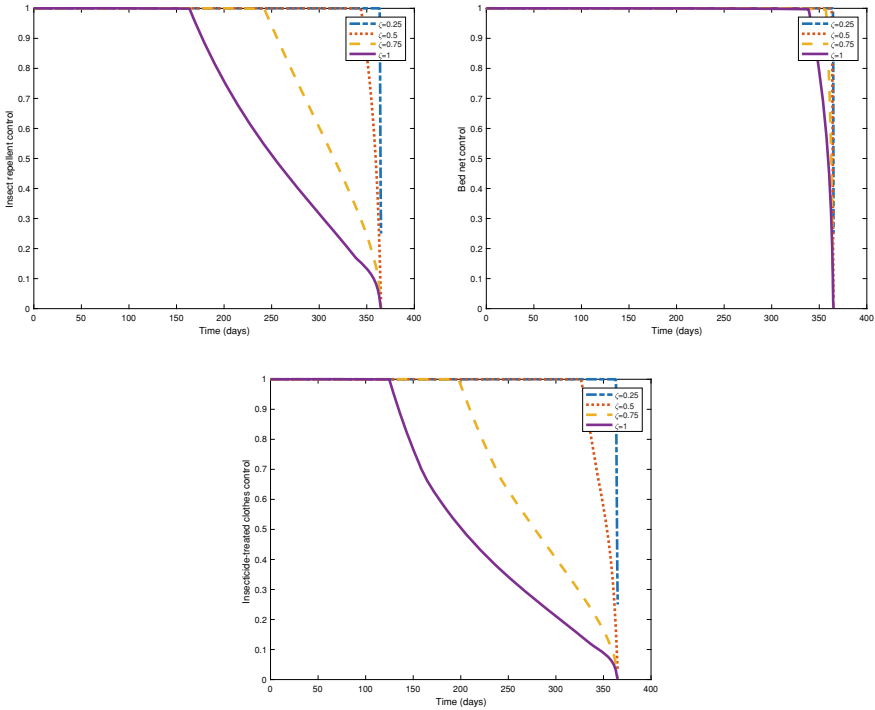 1
0.9
0.8
0.7
0.6
0.5
0.4
0.3
0.2
0.1
0
0 50 100 150 200 250 300 350 400
Time (days)
Insect repellent control
ζ=0.25
ζ=0.5
ζ=0.75
ζ=1
1
0.9
0.8
0.7
0.6
0.5
0.4
0.3
0.2
0.1
0
0 50 100 150 200 250 300 350 400
Time (days)
Bed net control
ζ=0.25
ζ=0.5
ζ=0.75
ζ=1
1
0.9
0.8
0.7
0.6
0.5
0.4
0.3
0.2
0.1
0
0 50 100 150 200 250 300 350 400
Time (days)
Insecticide-treated clothes control
ζ=0.25
ζ=0.5
ζ=0.75
ζ=1